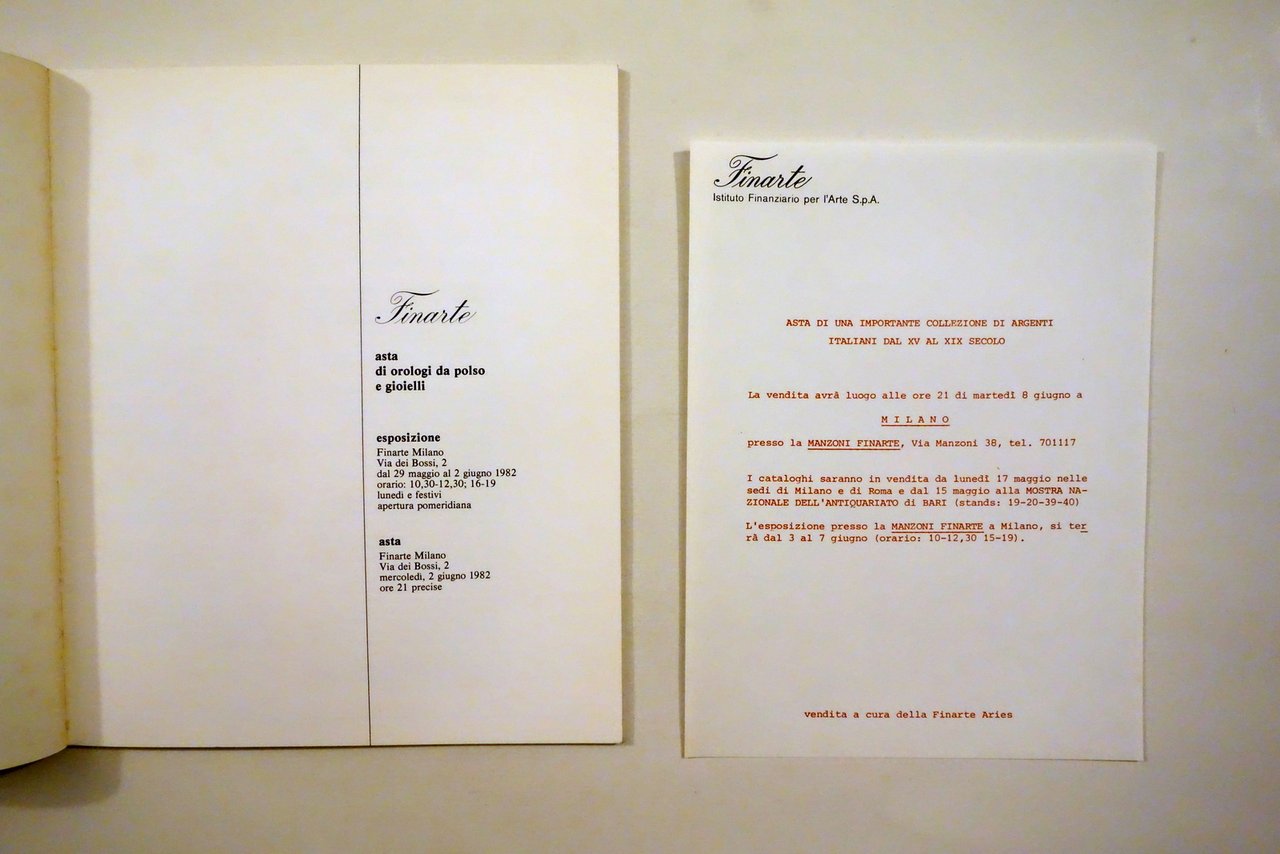 Finarte
asta
di orologi da polso
e gioielli
esposizione
Finarte Milano
Via dei Bossi, 2
dal 29 maggio al 2 giugno 1982
orario: 10,30-12,30; 16-19
lunedì e festivi
apertura pomeridiana
asta
Finarte Milano
Via dei Bossi, 2
mercoledì, 2 giugno 1982
ore 21 precise
Finarte
Istituto Finanziario per l'Arte S.p.A.
ASTA DI UNA IMPORTANTE COLLEZIONE DI ARGENTI
ITALIANI DAL XV AL XIX SECOLO
La vendita avrà luogo alle ore 21 di martedì 8 giugno a
M I L A N O
presso la MANZONI FINARTE, Via Manzoni 38, tel. 701117
I cataloghi saranno in vendita da lunedì 17 maggio nelle
sedi di Milano e di Roma e dal 15 maggio alla MOSTRA NA-
ZIONALE DELL'ANTIQUARIATO di BARI (stands: 19-20-39-40)
L'esposizione presso la MANZONI FINARTE a Milano, si ter
rà dal 3 al 7 giugno (orario: 10-12,30 15-19).
vendita a cura della Finarte Aries